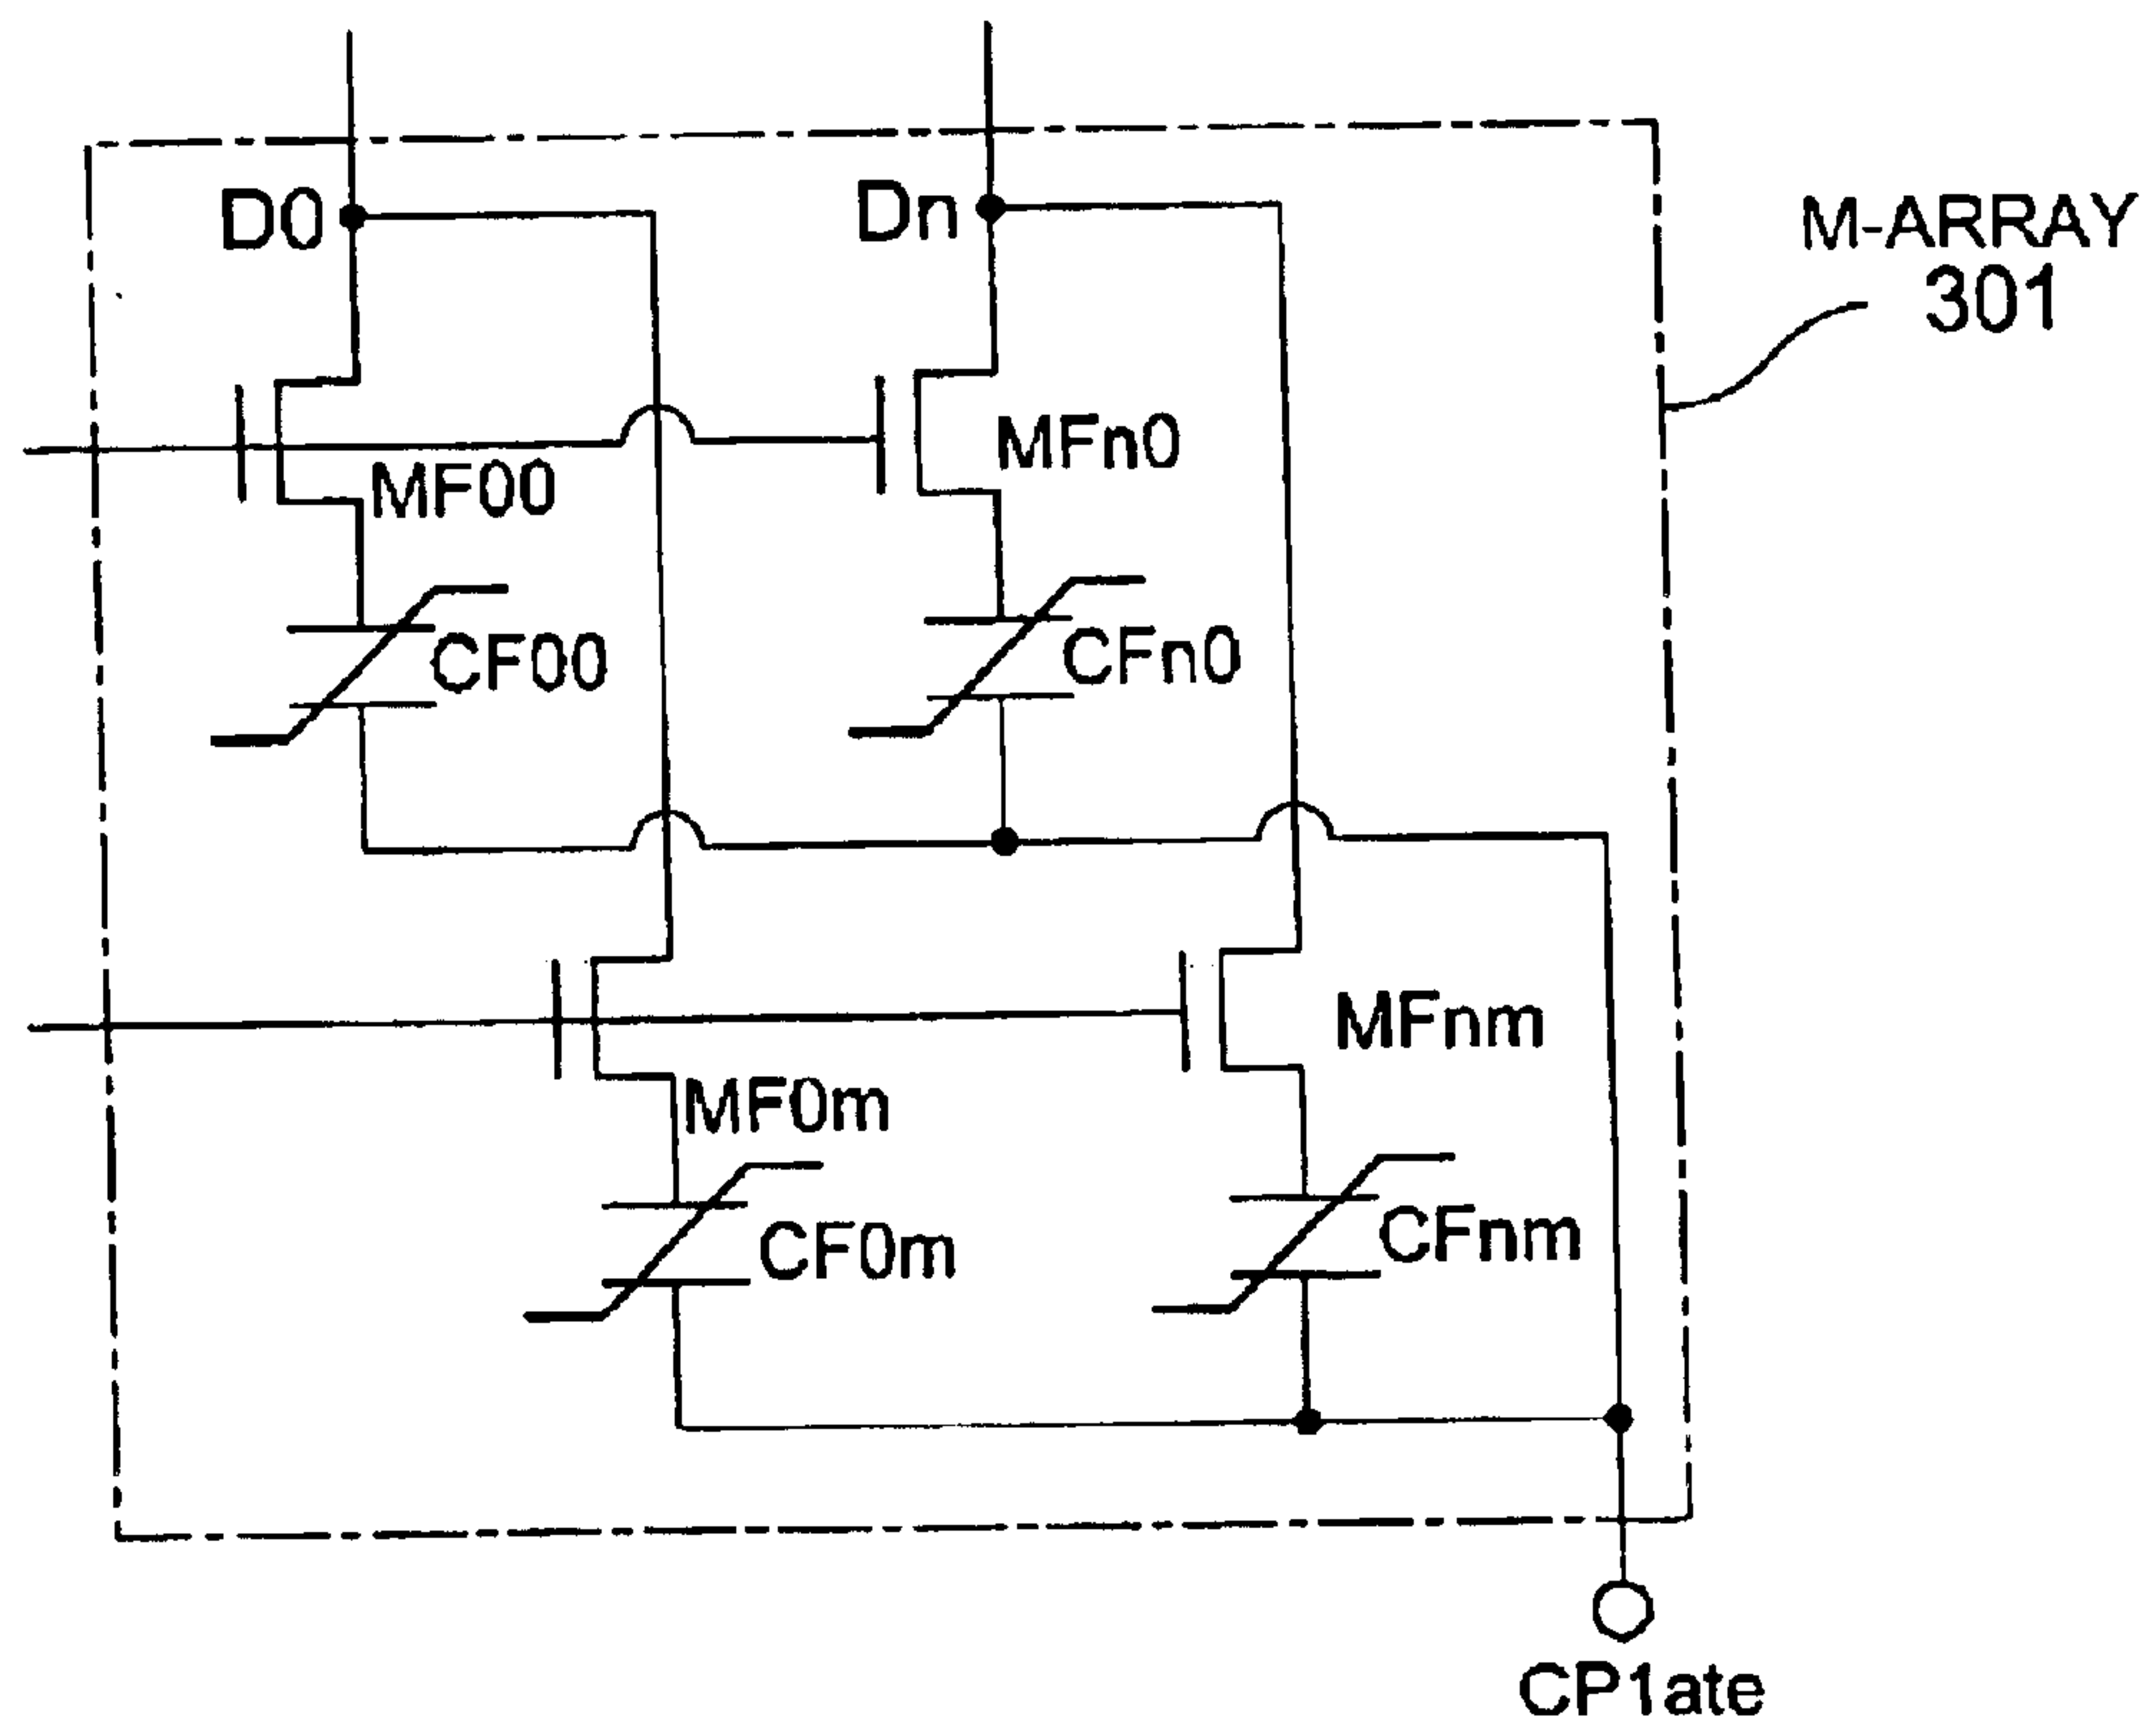 D0
Dn
M-ARRAY
301
MF00
MFn0
CF00
CFn0
MF0m
MFnm
CF0m
CFnm
CP1ate